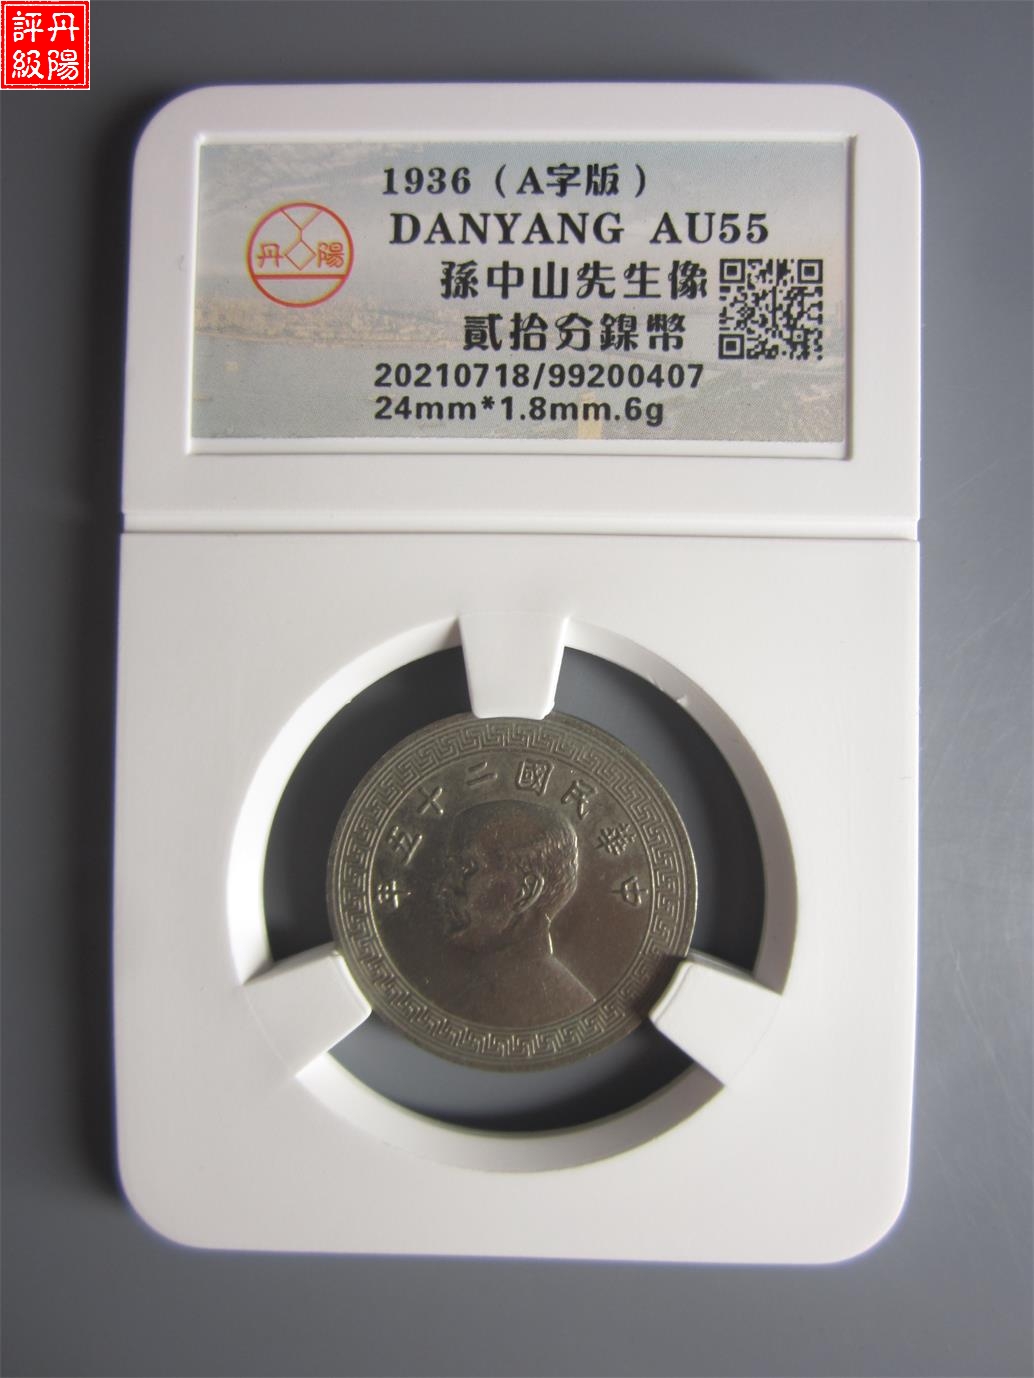 丹陽
評級
1936（A字版）
DANYANG AU55
丹 陽
孫中山先生像
貳拾分鎳幣
20210718/99200407
24mm*1.8mm.6g
年五十二國民華中